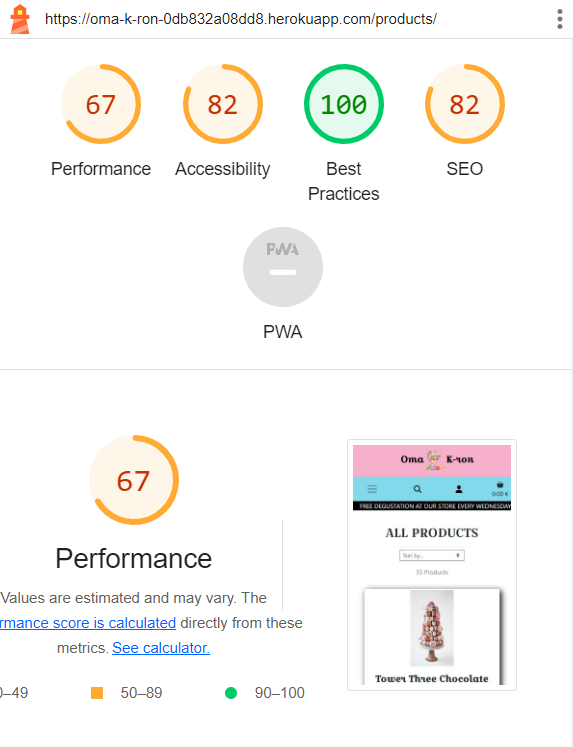 https://oma-k-ron-0db832a08dd8.herokuapp.com/products/
67
82
100
82
Performance
Accessibility
Best
Practices
SEO
PWA
PWA
67
Performance
Values are estimated and may vary. The
rmance score is calculated directly from these
metrics. See calculator.
0–49
50–89
90–100
Oma K-ron
0.00 €
FREE DEGUSTATION AT OUR STORE EVERY WEDNESDAY
ALL PRODUCTS
Sort by...
Products
Tower Three Chocolate